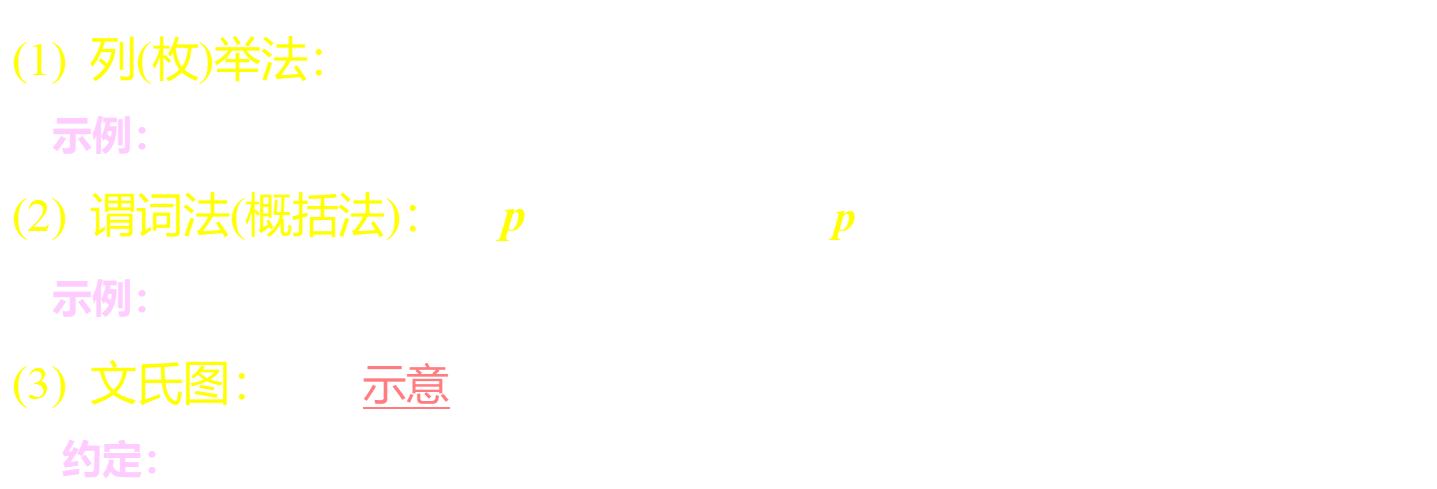 (1) 列(枚)举法：
示例：
(2) 谓词法(概括法)： p p
示例：
(3) 文氏图： 示意
约定：